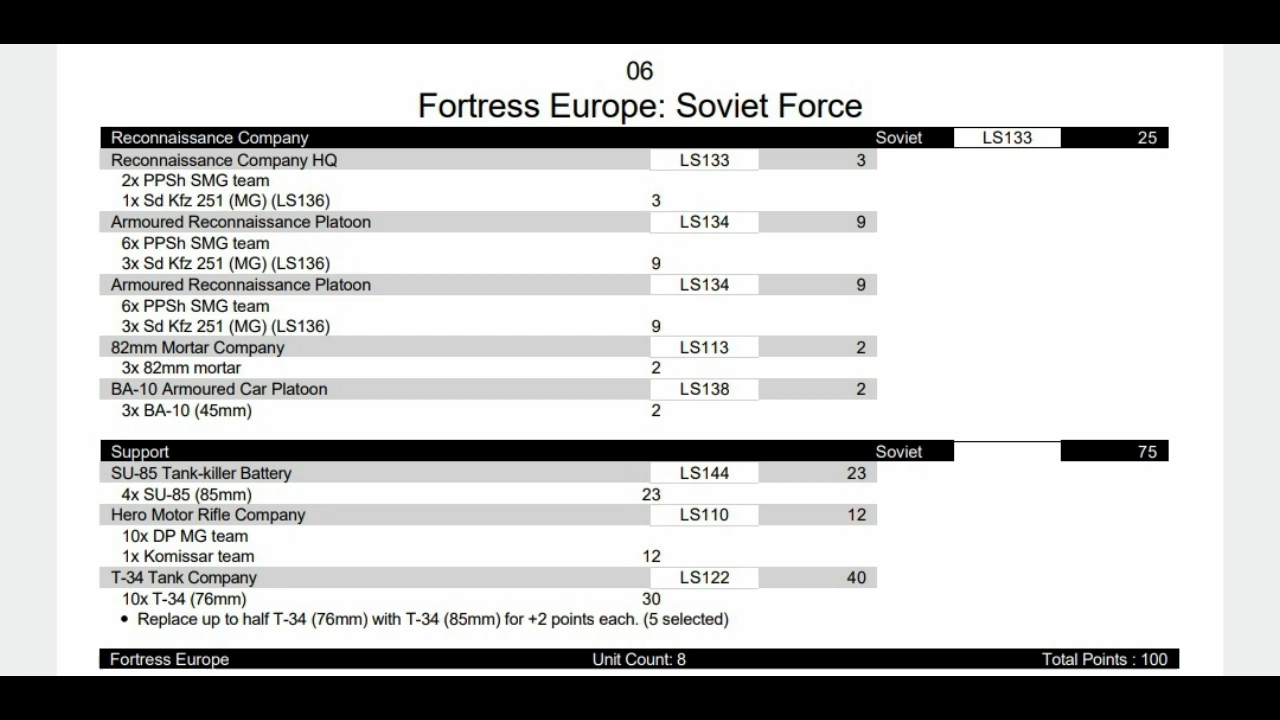 06
Fortress Europe: Soviet Force
Reconnaissance Company Soviet LS133 25
Reconnaissance Company HQ LS133 3
2x PPSh SMG team
1x Sd Kfz 251 (MG) (LS136) 3
Armoured Reconnaissance Platoon LS134 9
6x PPSh SMG team
3x Sd Kfz 251 (MG) (LS136) 9
Armoured Reconnaissance Platoon LS134 9
6x PPSh SMG team
3x Sd Kfz 251 (MG) (LS136) 9
82mm Mortar Company LS113 2
3x 82mm mortar 2
BA-10 Armoured Car Platoon LS138 2
3x BA-10 (45mm) 2
Support Soviet 75
SU-85 Tank-killer Battery LS144 23
4x SU-85 (85mm) 23
Hero Motor Rifle Company LS110 12
10x DP MG team
1x Komissar team 12
T-34 Tank Company LS122 40
10x T-34 (76mm) 30
• Replace up to half T-34 (76mm) with T-34 (85mm) for +2 points each. (5 selected)
Fortress Europe Unit Count: 8 Total Points : 100